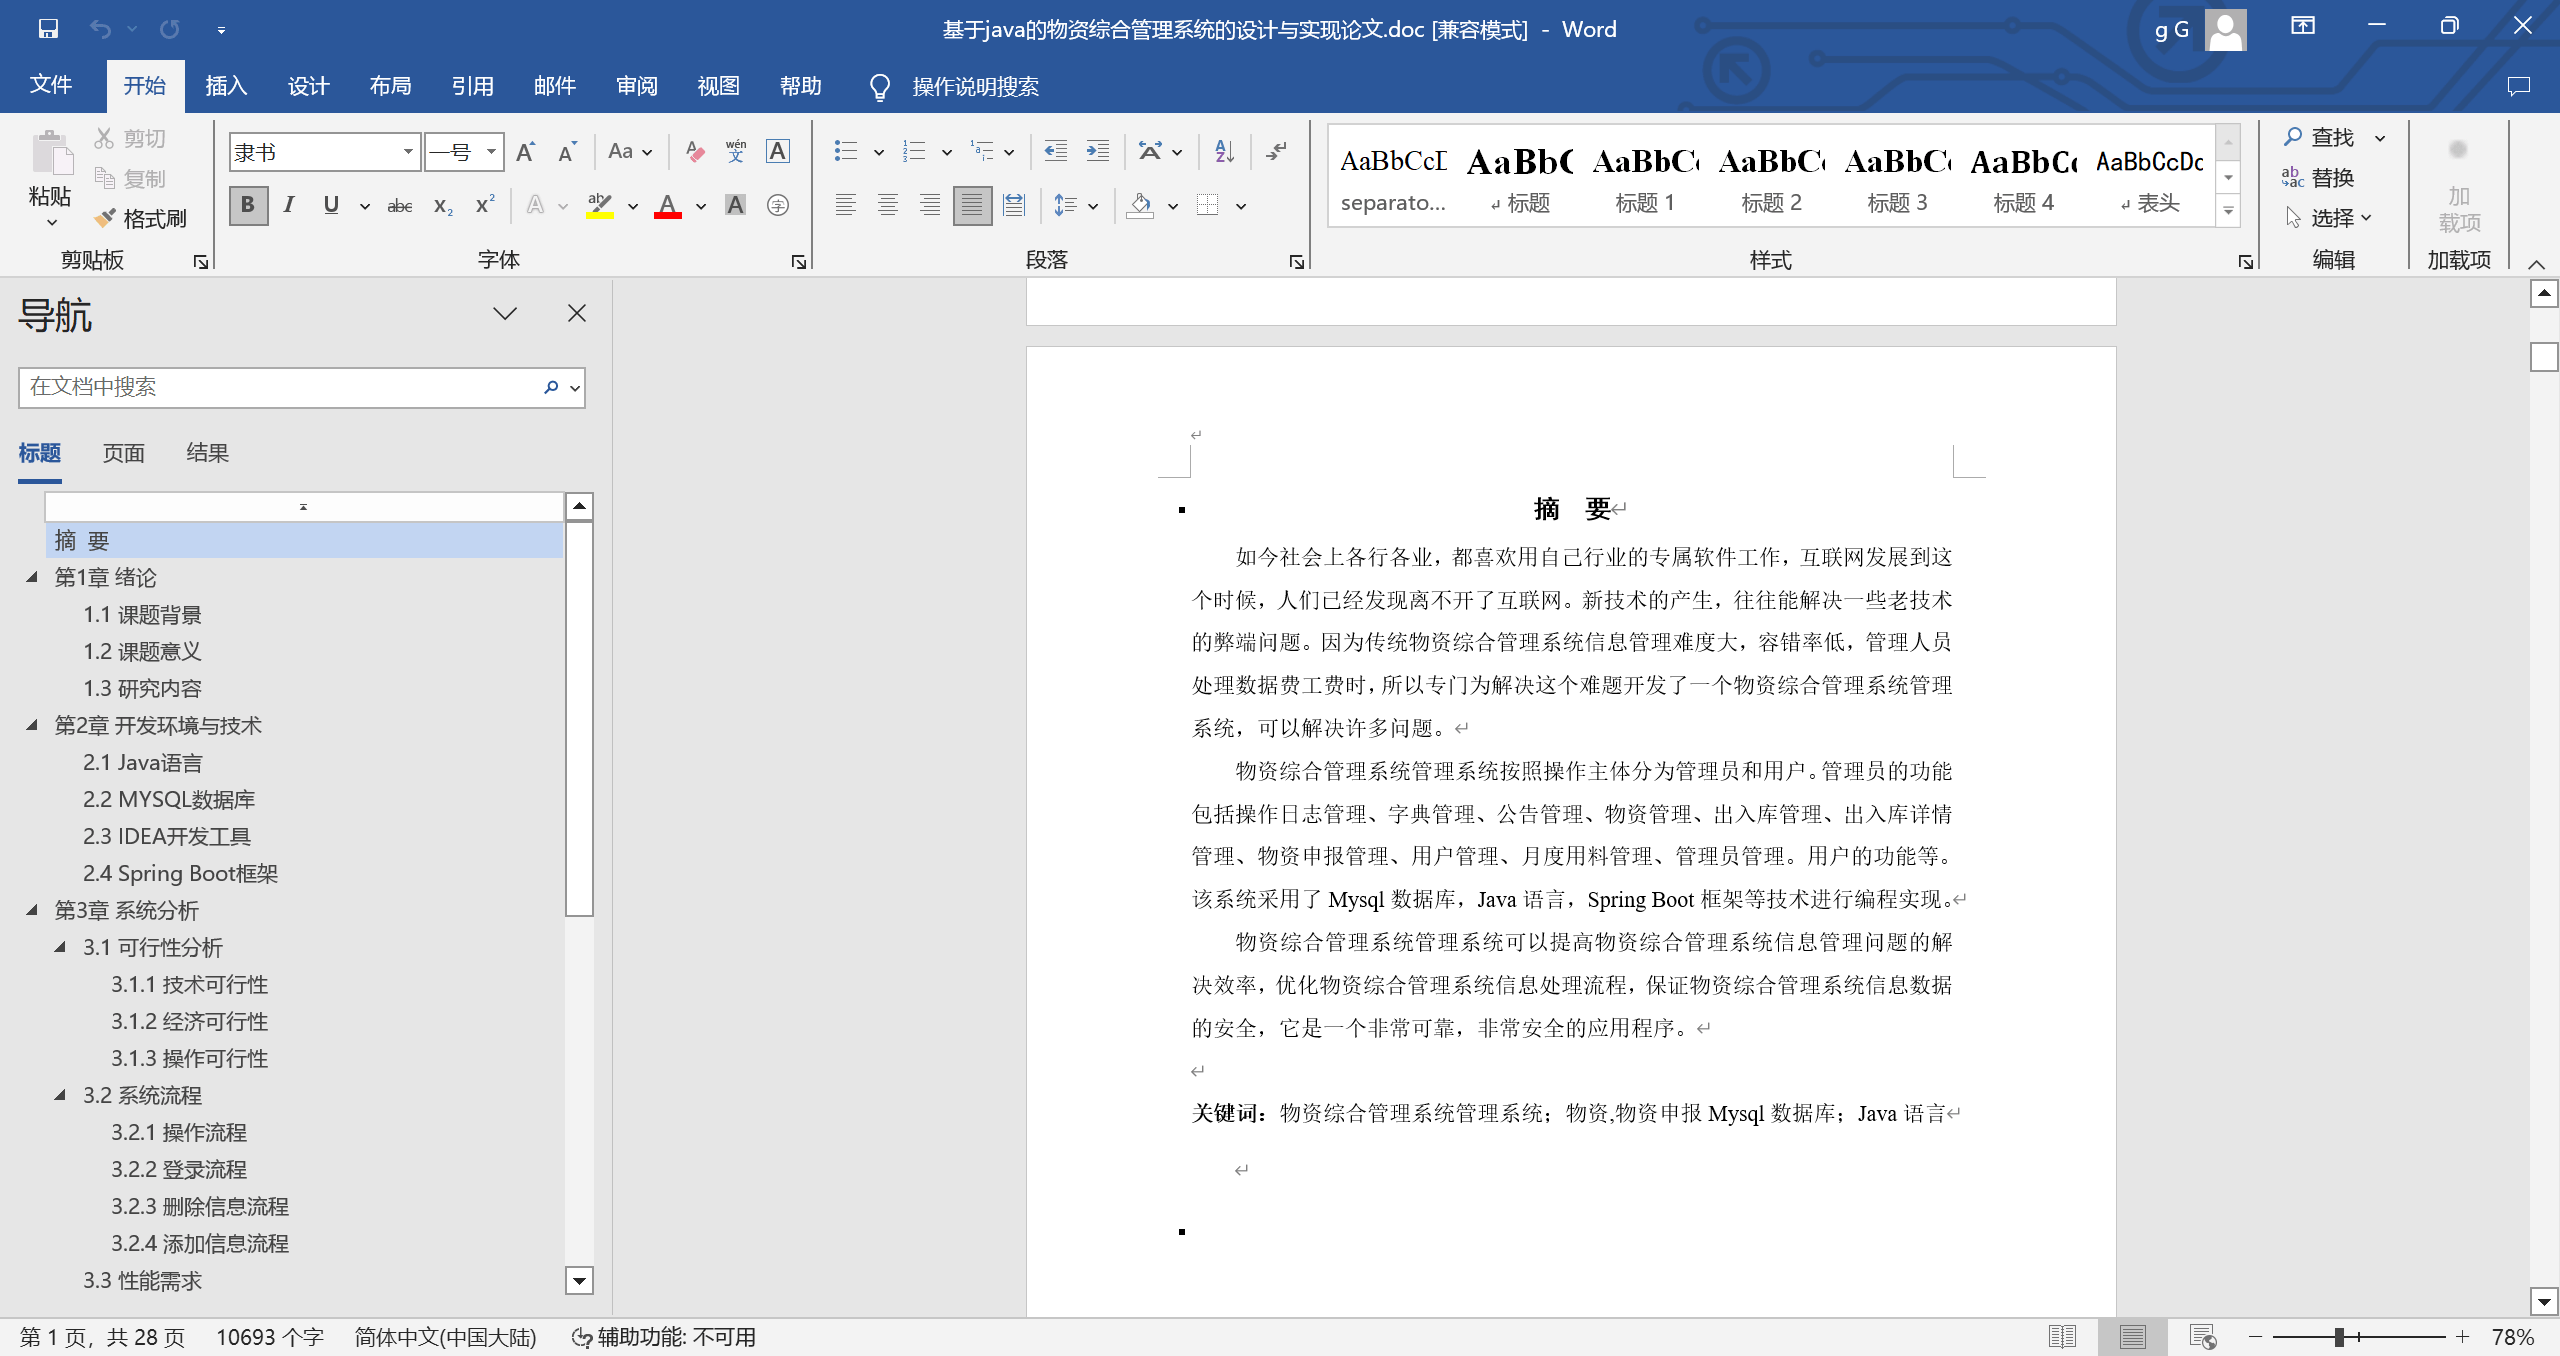 基于java的物资综合管理系统的设计与实现论文.doc [兼容模式] - Word
g G
文件 开始 插入 设计 布局 引用 邮件 审阅 视图 帮助 操作说明搜索
粘贴
剪切
复制
格式刷
剪贴板
隶书 一号
字体
段落
AaBbCcD AaBbC AaBbCc AaBbCc AaBbCc AaBbCc AaBbCcDc
separato... 标题 标题 1 标题 2 标题 3 标题 4 表头
样式
查找
替换
选择
编辑
加
载项
加载项
导航
在文档中搜索
标题 页面 结果
摘 要
第1章 绪论
1.1 课题背景
1.2 课题意义
1.3 研究内容
第2章 开发环境与技术
2.1 Java语言
2.2 MYSQL数据库
2.3 IDEA开发工具
2.4 Spring Boot框架
第3章 系统分析
3.1 可行性分析
3.1.1 技术可行性
3.1.2 经济可行性
3.1.3 操作可行性
3.2 系统流程
3.2.1 操作流程
3.2.2 登录流程
3.2.3 删除信息流程
3.2.4 添加信息流程
3.3 性能需求
摘 要
如今社会上各行各业，都喜欢用自己行业的专属软件工作，互联网发展到这
个时候，人们已经发现离不开了互联网。新技术的产生，往往能解决一些老技术
的弊端问题。因为传统物资综合管理系统信息管理难度大，容错率低，管理人员
处理数据费工费时，所以专门为解决这个难题开发了一个物资综合管理系统管理
系统，可以解决许多问题。
物资综合管理系统管理系统按照操作主体分为管理员和用户。管理员的功能
包括操作日志管理、字典管理、公告管理、物资管理、出入库管理、出入库详情
管理、物资申报管理、用户管理、月度用料管理、管理员管理。用户的功能等。
该系统采用了 Mysql 数据库，Java 语言，Spring Boot 框架等技术进行编程实现。
物资综合管理系统管理系统可以提高物资综合管理系统信息管理问题的解
决效率，优化物资综合管理系统信息处理流程，保证物资综合管理系统信息数据
的安全，它是一个非常可靠，非常安全的应用程序。
关键词：物资综合管理系统管理系统；物资,物资申报 Mysql 数据库；Java 语言
第 1 页，共 28 页 10693 个字 简体中文(中国大陆) 辅助功能: 不可用 78%